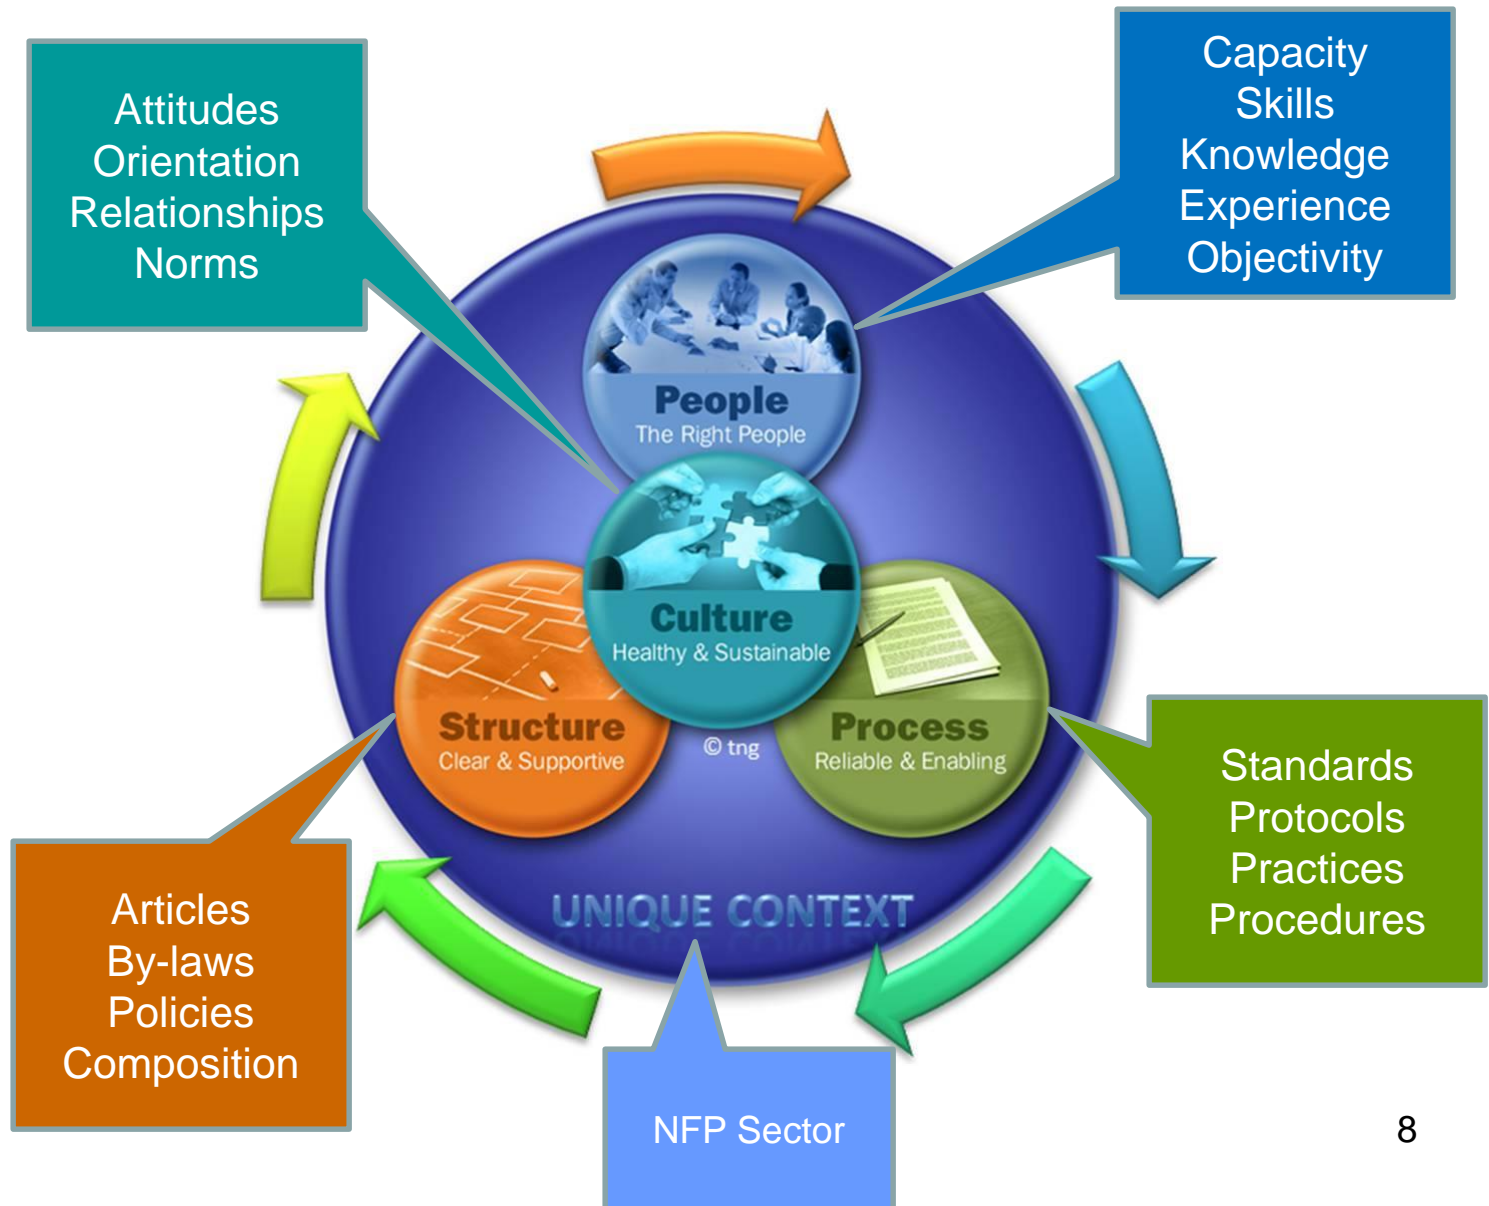 Attitudes
Orientation
Relationships
Norms
Capacity
Skills
Knowledge
Experience
Objectivity
People
The Right People
Culture
Healthy & Sustainable
Structure
Clear & Supportive
© tng
Process
Reliable & Enabling
UNIQUE CONTEXT
Standards
Protocols
Practices
Procedures
Articles
By-laws
Policies
Composition
NFP Sector
8